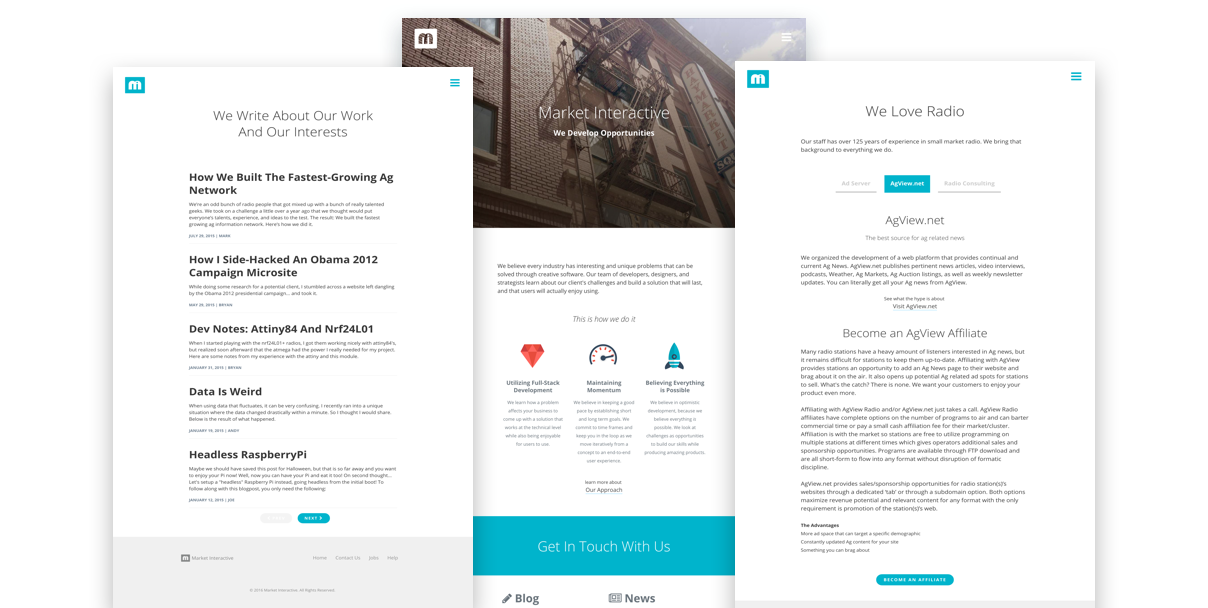 We Write About Our Work
And Our Interests
How We Built The Fastest-Growing Ag
Network
We're an odd bunch of radio people that got mixed up with a bunch of really talented
geeks. We took on a challenge a little over a year ago that we thought would put
everyone's talents, experience, and ideas to the test. The result: We built the fastest
growing ag information network. Here's how we did it.
JULY 29, 2015 | MARK
How I Side-Hacked An Obama 2012
Campaign Microsite
While doing some research for a potential client, I stumbled across a website left dangling
by the Obama 2012 presidential campaign... and took it.
MAY 29, 2015 | BRYAN
Dev Notes: Attiny84 And Nrf24L01
When I started playing with the nrf24L01+ radios, I got them working nicely with attiny84's,
but realized soon afterward that the atmega had the power I really needed for my project.
Here are some notes from my experience with the attiny and this module.
JANUARY 31, 2015 | BRYAN
Data Is Weird
When using data that fluctuates, it can be very confusing. I recently ran into a unique
situation where the data changed drastically within a minute. So I thought I would share.
Below is the result of what happened.
JANUARY 19, 2015 | ANDY
Headless RaspberryPi
Maybe we should have saved this post for Halloween, but that is so far away and you want
to enjoy your Pi now! Well, now you can have your Pi and eat it too! On second thought...
Let's setup a "headless" Raspberry Pi instead, going headless from the initial boot! To
follow along with this blogpost, you only need the following:
JANUARY 12, 2015 | JOE
NEXT
Market Interactive
Home Contact Us Jobs Help
© 2016 Market Interactive, All Rights Reserved.
m
Market Interactive
We Develop Opportunities
We believe every industry has interesting and unique problems that can be
solved through creative software. Our team of developers, designers, and
strategists learn about our client's challenges and build a solution that will last,
and that users will actually enjoy using.
This is how we do it
Utilizing Full-Stack
Development
We learn how a problem
affects your business to
come up with a solution that
works at the technical level
while also being enjoyable
for users to use.
Maintaining
Momentum
We believe in keeping a good
pace by establishing short
and long term goals. We
commit to time frames and
keep you in the loop as we
move iteratively from a
concept to an end-to-end
user experience.
Believing Everything
is Possible
We believe in optimistic
development, because we
believe everything is
possible. We look at
challenges as opportunities
to build our skills while
producing amazing products.
learn more about
Our Approach
Get In Touch With Us
Blog
News
m
We Love Radio
Our staff has over 125 years of experience in small market radio. We bring that
background to everything we do.
Ad Server AgView.net Radio Consulting
AgView.net
The best source for ag related news
We organized the development of a web platform that provides continual and
current Ag News. AgView.net publishes pertinent news articles, video interviews,
podcasts, Weather, Ag Markets, Ag Auction listings, as well as weekly newsletter
updates. You can literally get all your Ag news from AgView.
See what the hype is about
Visit AgView.net
Become an AgView Affiliate
Many radio stations have a heavy amount of listeners interested in Ag news, but
it remains difficult for stations to keep them up-to-date. Affiliating with AgView
provides stations an opportunity to add an Ag News page to their website and
brag about it on the air. It also opens up potential Ag related ad spots for stations
to sell. What's the catch? There is none. We want your customers to enjoy your
product even more.
Affiliating with AgView Radio and/or AgView.net just takes a call. AgView Radio
affiliates have complete options on the number of programs to air and can barter
commercial time or pay a small cash affiliation fee for their market/cluster.
Affiliation is with the market so stations are free to utilize programming on
multiple stations at different times which gives operators additional sales and
sponsorship opportunities. Programs are available through FTP download and
are all short-form to flow into any format without disruption of formatic
discipline.
AgView.net provides sales/sponsorship opportunities for radio station(s)'s
websites through a dedicated 'tab' or through a subdomain option. Both options
maximize revenue potential and relevant content for any format with the only
requirement is promotion of the station(s)'s web.
The Advantages
More ad space that can target a specific demographic
Constantly updated Ag content for your site
Something you can brag about
BECOME AN AFFILIATE